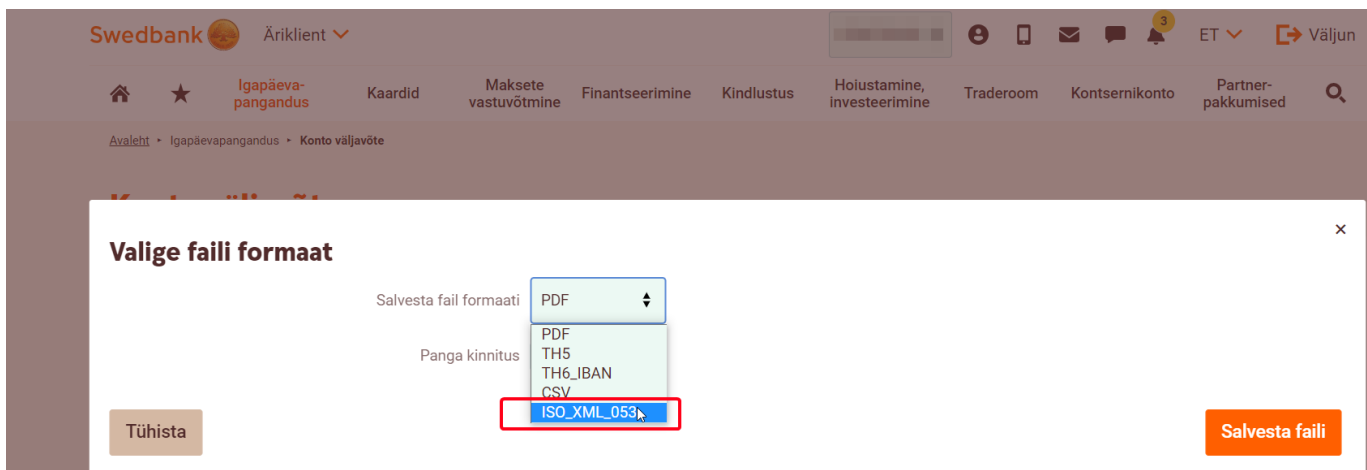 Swedbank Äriklient ET Väljun
3
Igapäeva-
pangandus
Kaardid
Maksete
vastuvõtmine
Finantseerimine
Kindlustus
Hoiustamine,
investeerimine
Traderoom
Kontsernikonto
Partner-
pakkumised
Avaleht ‣ Igapäevapangandus ‣ Konto väljavõte
Valige faili formaat
×
Salvesta fail formaati PDF
PDF
Panga kinnitus
TH5
TH6_IBAN
CSV
ISO_XML_053
Tühista
Salvesta faili